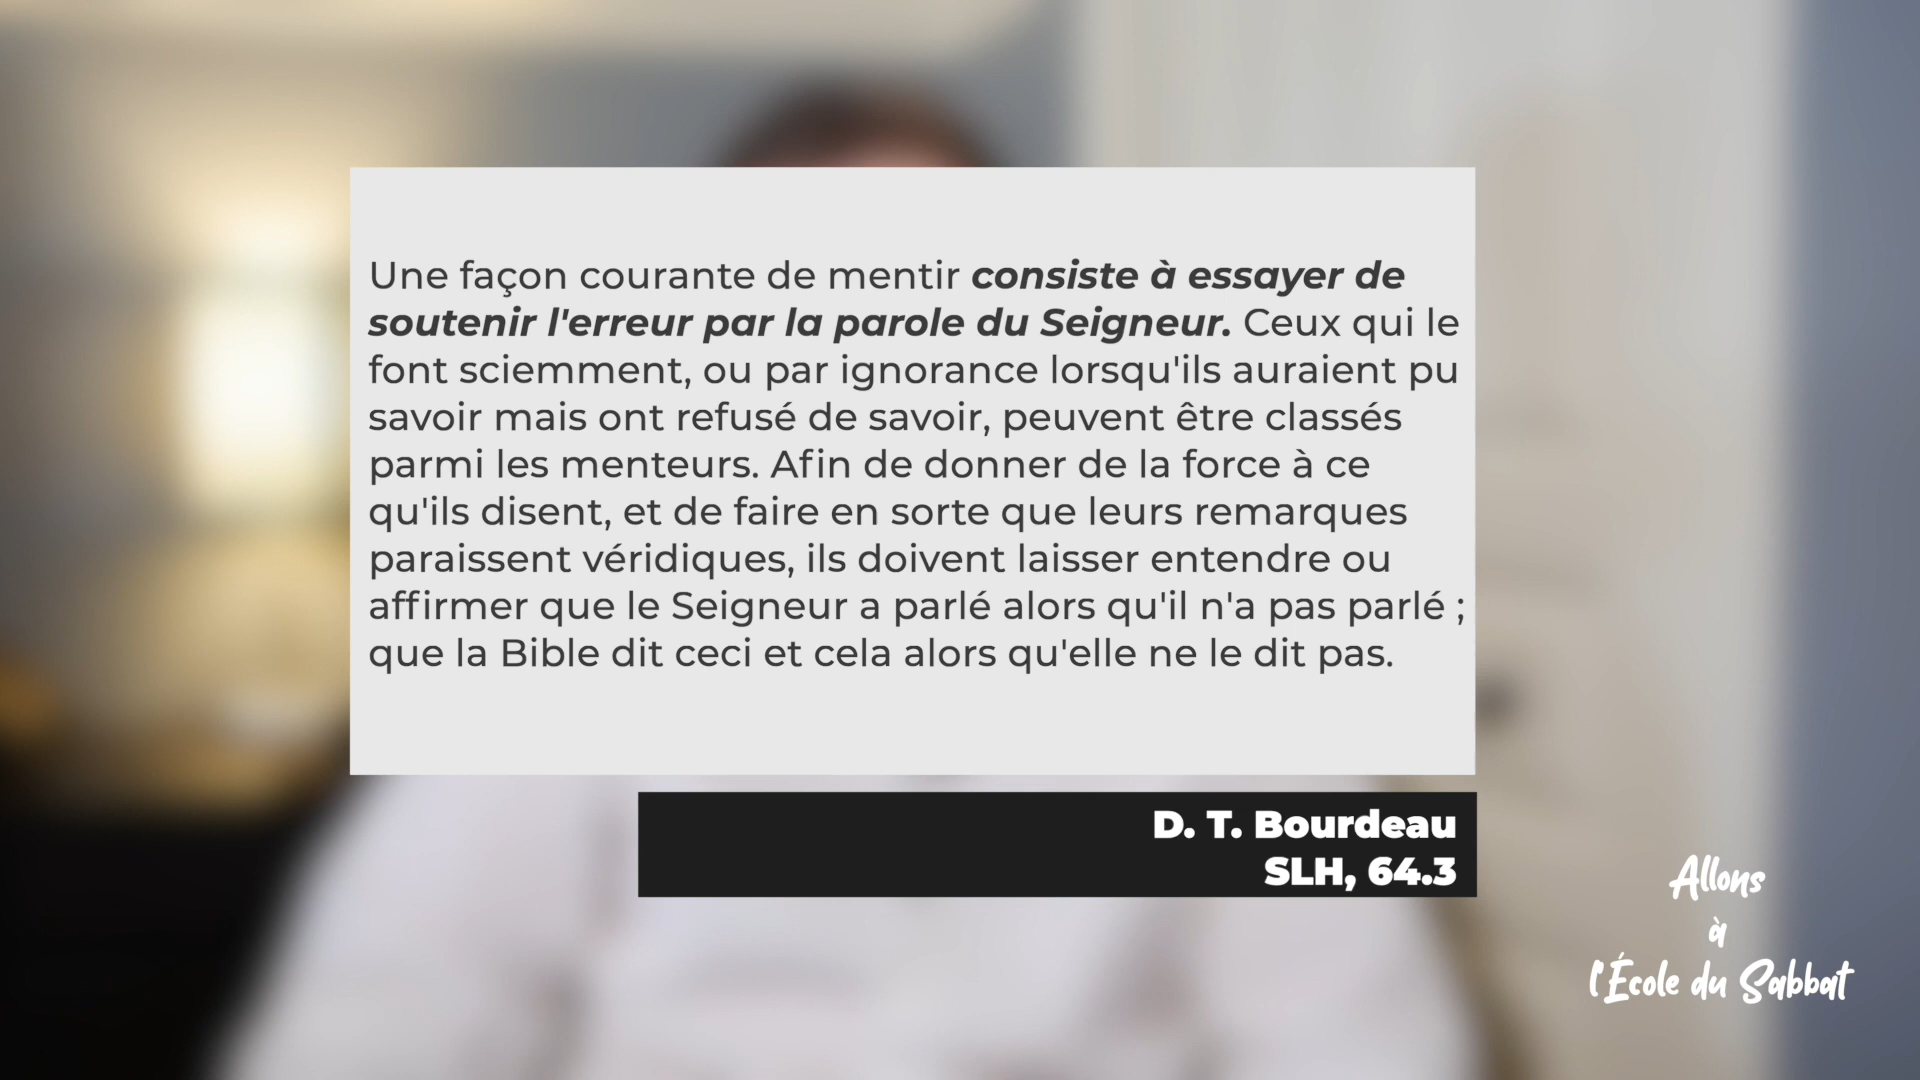 Une façon courante de mentir consiste à essayer de
soutenir l'erreur par la parole du Seigneur. Ceux qui le
font sciemment, ou par ignorance lorsqu'ils auraient pu
savoir mais ont refusé de savoir, peuvent être classés
parmi les menteurs. Afin de donner de la force à ce
qu'ils disent, et de faire en sorte que leurs remarques
paraissent véridiques, ils doivent laisser entendre ou
affirmer que le Seigneur a parlé alors qu'il n'a pas parlé ;
que la Bible dit ceci et cela alors qu'elle ne le dit pas.
D. T. Bourdeau
SLH, 64.3
Allons
à
l'École du Sabbat